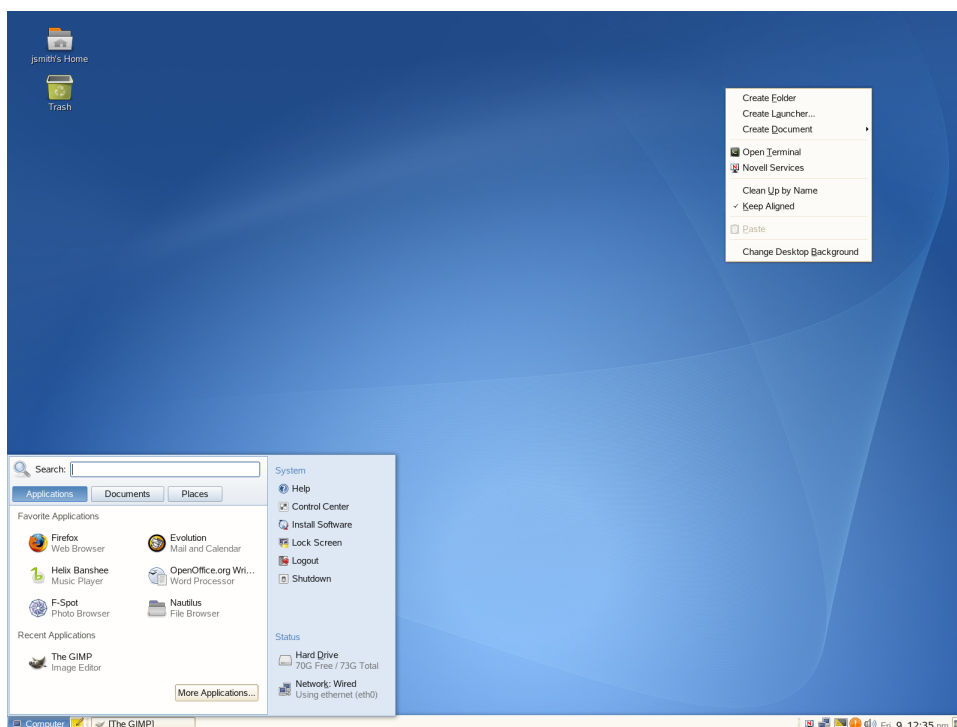 jsmith's Home
Trash
Create Folder
Create Launcher...
Create Document
Open Terminal
Novell Services
Clean Up by Name
Keep Aligned
Paste
Change Desktop Background
Search:
Applications
Documents
Places
Favorite Applications
Firefox
Web Browser
Evolution
Mail and Calendar
Helix Banshee
Music Player
OpenOffice.org Wri...
Word Processor
F-Spot
Photo Browser
Nautilus
File Browser
Recent Applications
The GIMP
Image Editor
More Applications...
System
Help
Control Center
Install Software
Lock Screen
Logout
Shutdown
Status
Hard Drive
70G Free / 73G Total
Network: Wired
Using ethernet (eth0)
Computer
[The GIMP]
Fri 9, 12:35 pm